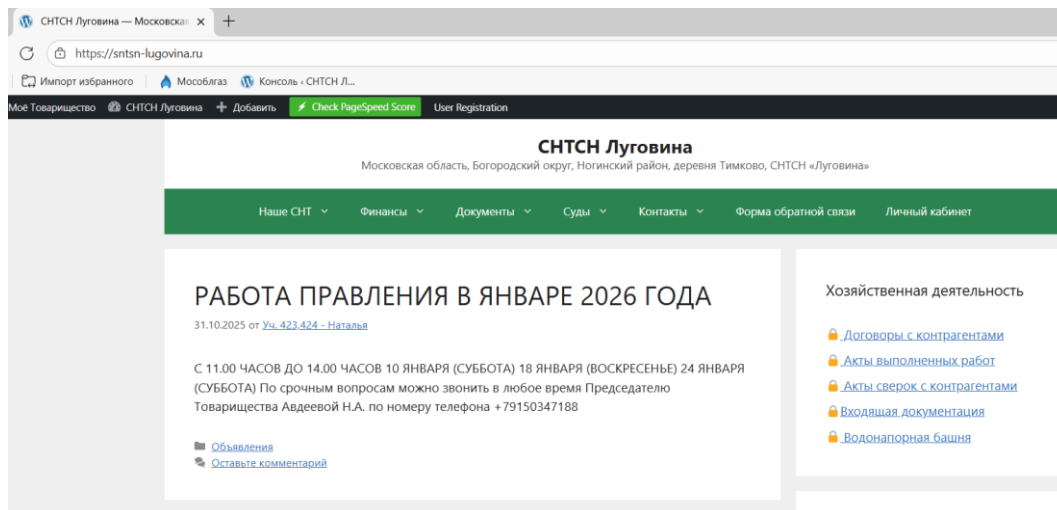 СНТСН Луговина — Московская
https://sntsn-lugovina.ru
Импорт избранного Мособлгаз Консоль ‹ СНТСН Л...
Моё Товарищество СНТСН Луговина Добавить Check PageSpeed Score User Registration
СНТСН Луговина
Московская область, Богородский округ, Ногинский район, деревня Тимково, СНТСН «Луговина»
Наше СНТ Финансы Документы Суды Контакты Форма обратной связи Личный кабинет
РАБОТА ПРАВЛЕНИЯ В ЯНВАРЕ 2026 ГОДА
31.10.2025 от Уч. 423,424 - Наталья
С 11.00 ЧАСОВ ДО 14.00 ЧАСОВ 10 ЯНВАРЯ (СУББОТА) 18 ЯНВАРЯ (ВОСКРЕСЕНЬЕ) 24 ЯНВАРЯ
(СУББОТА) По срочным вопросам можно звонить в любое время Председателю
Товарищества Авдеевой Н.А. по номеру телефона +79150347188
Объявления
Оставьте комментарий
Хозяйственная деятельность
Договоры с контрагентами
Акты выполненных работ
Акты сверок с контрагентами
Входящая документация
Водонапорная башня